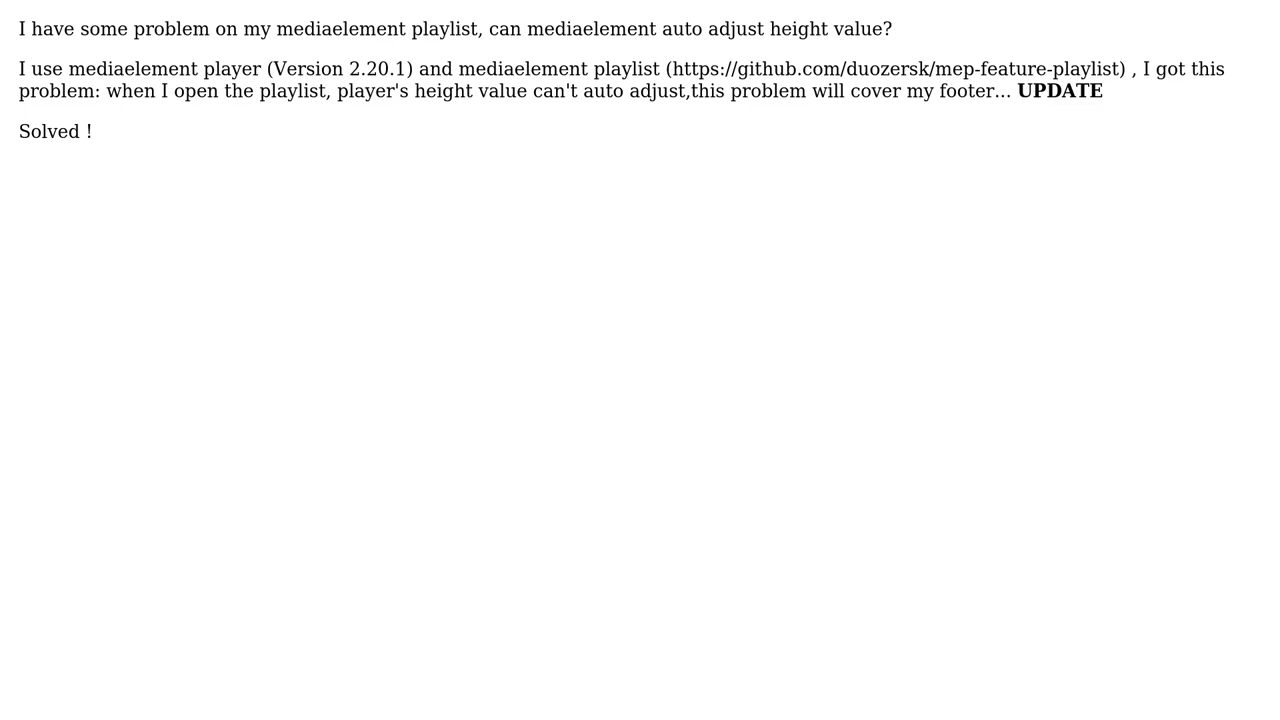 I have some problem on my mediaelement playlist, can mediaelement auto adjust height value?
I use mediaelement player (Version 2.20.1) and mediaelement playlist (https://github.com/duozersk/mep-feature-playlist) , I got this
problem: when I open the playlist, player's height value can't auto adjust,this problem will cover my footer... UPDATE
Solved !